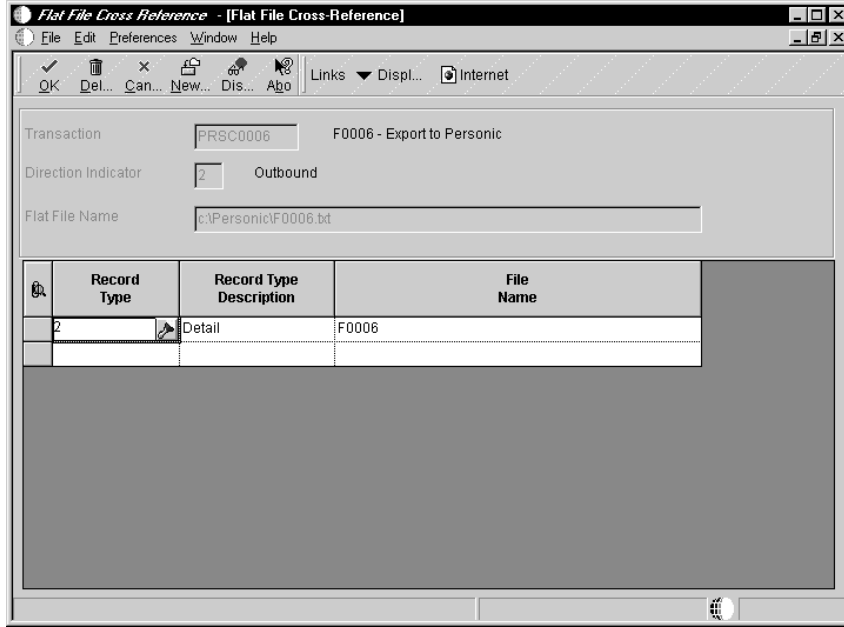 Flat File Cross Reference - [Flat File Cross-Reference]
File Edit Preferences Window Help
OK Del... Can... New... Dis... Abo Links Displ... Internet
Transaction PRSC0006 F0006 - Export to Personic
Direction Indicator 2 Outbound
Flat File Name c:\Personic\F0006.txt
Record Type Record Type Description File Name
2 Detail F0006